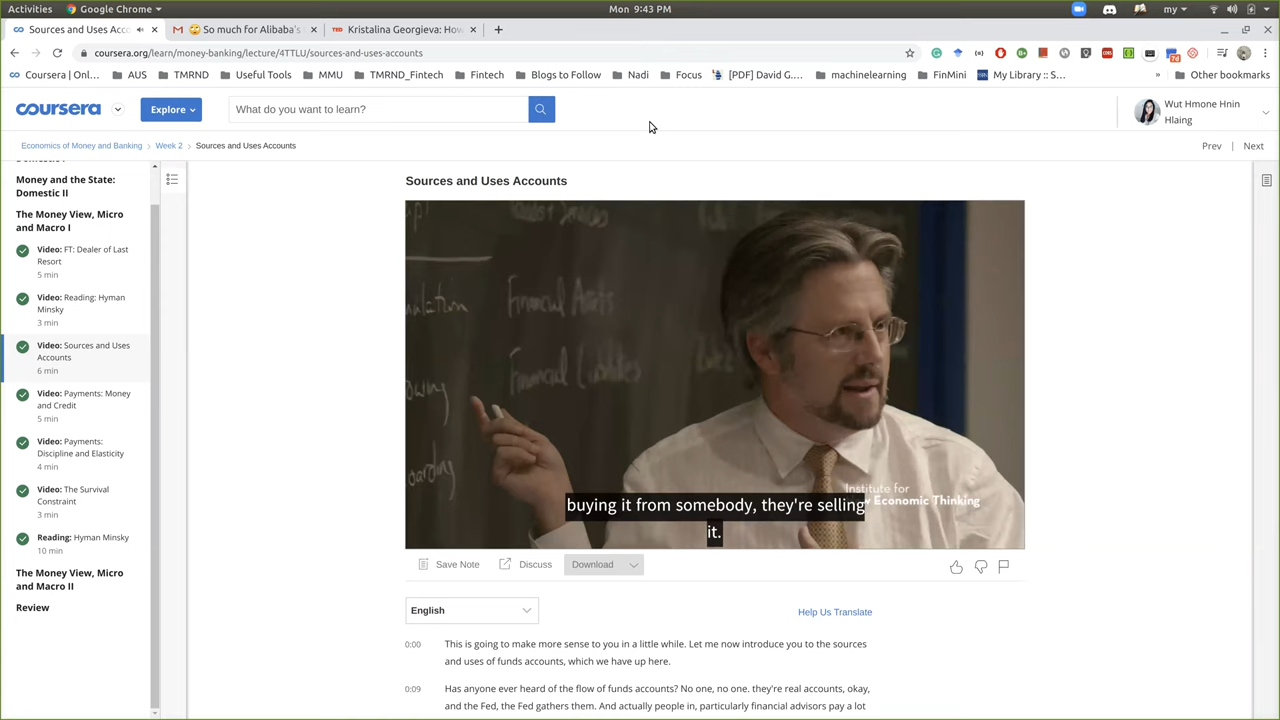 Activities
Google Chrome
Mon 9:43 PM
my
Sources and Uses Acco
So much for Alibaba's
TED
Kristalina Georgieva: How
coursera.org/learn/money-banking/lecture/4TTLU/sources-and-uses-accounts
Coursera | Onl...
AUS
TMRND
Useful Tools
MMU
TMRND_Fintech
Fintech
Blogs to Follow
Nadi
Focus
[PDF] David G....
machinelearning
FinMini
My Library :: S...
»
Other bookmarks
coursera
Explore
What do you want to learn?
Wut Hmone Hnin
Hlaing
Economics of Money and Banking
Week 2
Sources and Uses Accounts
Prev
Next
Money and the State:
Domestic II
The Money View, Micro
and Macro I
Video: FT: Dealer of Last
Resort
5 min
Video: Reading: Hyman
Minsky
3 min
Video: Sources and Uses
Accounts
6 min
Video: Payments: Money
and Credit
5 min
Video: Payments:
Discipline and Elasticity
4 min
Video: The Survival
Constraint
3 min
Reading: Hyman Minsky
10 min
The Money View, Micro
and Macro II
Review
Sources and Uses Accounts
Financial Assets
Financial Liabilities
Institute for
Economic Thinking
buying it from somebody, they're selling
it.
Save Note
Discuss
Download
English
Help Us Translate
0:00
This is going to make more sense to you in a little while. Let me now introduce you to the sources
and uses of funds accounts, which we have up here.
0:09
Has anyone ever heard of the flow of funds accounts? No one, no one. they're real accounts, okay,
and the Fed, the Fed gathers them. And actually people in, particularly financial advisors pay a lot